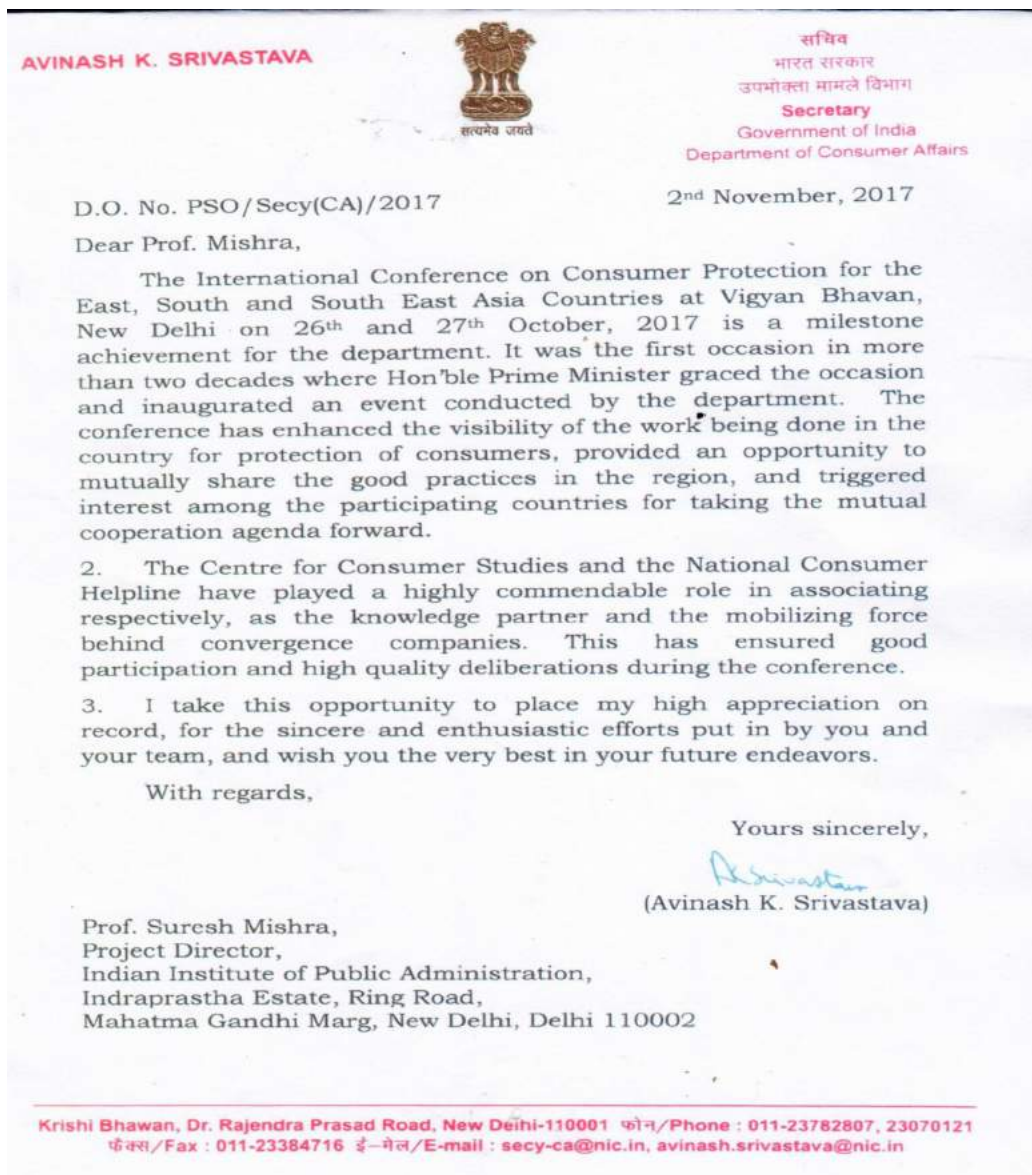 AVINASH K. SRIVASTAVA
सत्यमेव जयते
सचिव
भारत सरकार
उपभोक्ता मामले विभाग
Secretary
Government of India
Department of Consumer Affairs
D.O. No. PSO/Secy(CA)/2017
2nd November, 2017
Dear Prof. Mishra,
The International Conference on Consumer Protection for the
East, South and South East Asia Countries at Vigyan Bhavan,
New Delhi on 26th and 27th October, 2017 is a milestone
achievement for the department. It was the first occasion in more
than two decades where Hon'ble Prime Minister graced the occasion
and inaugurated an event conducted by the department. The
conference has enhanced the visibility of the work being done in the
country for protection of consumers, provided an opportunity to
mutually share the good practices in the region, and triggered
interest among the participating countries for taking the mutual
cooperation agenda forward.
2. The Centre for Consumer Studies and the National Consumer
Helpline have played a highly commendable role in associating
respectively, as the knowledge partner and the mobilizing force
behind convergence companies. This has ensured good
participation and high quality deliberations during the conference.
3. I take this opportunity to place my high appreciation on
record, for the sincere and enthusiastic efforts put in by you and
your team, and wish you the very best in your future endeavors.
With regards,
Yours sincerely,
AKSrivastava
(Avinash K. Srivastava)
Prof. Suresh Mishra,
Project Director,
Indian Institute of Public Administration,
Indraprastha Estate, Ring Road,
Mahatma Gandhi Marg, New Delhi, Delhi 110002
Krishi Bhawan, Dr. Rajendra Prasad Road, New Delhi-110001 फोन/Phone : 011-23782807, 23070121
फैक्स/Fax : 011-23384716 ई–मेल/E-mail : secy-ca@nic.in, avinash.srivastava@nic.in